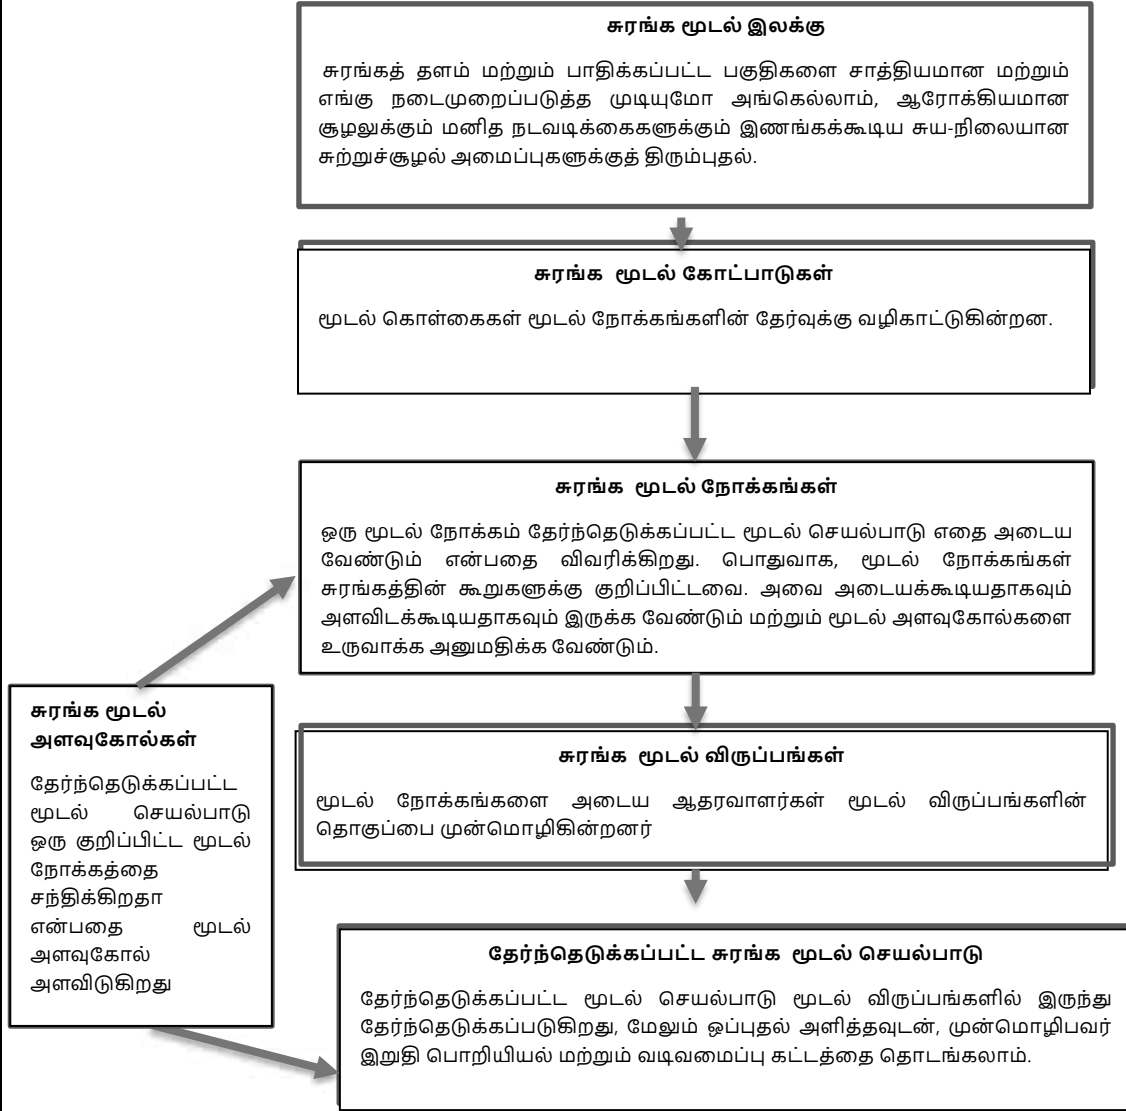 சுரங்க மூடல் இலக்கு
சுரங்கத் தளம் மற்றும் பாதிக்கப்பட்ட பகுதிகளை சாத்தியமான மற்றும்
எங்கு நடைமுறைப்படுத்த முடியுமோ அங்கெல்லாம், ஆரோக்கியமான
சூழலுக்கும் மனித நடவடிக்கைகளுக்கும் இணங்கக்கூடிய சுய-நிலையான
சுற்றுச்சூழல் அமைப்புகளுக்குத் திரும்புதல்.
சுரங்க மூடல் கோட்பாடுகள்
மூடல் கொள்கைகள் மூடல் நோக்கங்களின் தேர்வுக்கு வழிகாட்டுகின்றன.
சுரங்க மூடல் நோக்கங்கள்
ஒரு மூடல் நோக்கம் தேர்ந்தெடுக்கப்பட்ட மூடல் செயல்பாடு எதை அடைய
வேண்டும் என்பதை விவரிக்கிறது. பொதுவாக, மூடல் நோக்கங்கள்
சுரங்கத்தின் கூறுகளுக்கு குறிப்பிட்டவை. அவை அடையக்கூடியதாகவும்
அளவிடக்கூடியதாகவும் இருக்க வேண்டும் மற்றும் மூடல் அளவுகோல்களை
உருவாக்க அனுமதிக்க வேண்டும்.
சுரங்க மூடல்
அளவுகோல்கள்
தேர்ந்தெடுக்கப்பட்ட
மூடல் செயல்பாடு
ஒரு குறிப்பிட்ட மூடல்
நோக்கத்தை
சந்திக்கிறதா
என்பதை மூடல்
அளவுகோல்
அளவிடுகிறது
சுரங்க மூடல் விருப்பங்கள்
மூடல் நோக்கங்களை அடைய ஆதரவாளர்கள் மூடல் விருப்பங்களின்
தொகுப்பை முன்மொழிகின்றனர்
தேர்ந்தெடுக்கப்பட்ட சுரங்க மூடல் செயல்பாடு
தேர்ந்தெடுக்கப்பட்ட மூடல் செயல்பாடு மூடல் விருப்பங்களில் இருந்து
தேர்ந்தெடுக்கப்படுகிறது, மேலும் ஒப்புதல் அளித்தவுடன், முன்மொழிபவர்
இறுதி பொறியியல் மற்றும் வடிவமைப்பு கட்டத்தை தொடங்கலாம்.